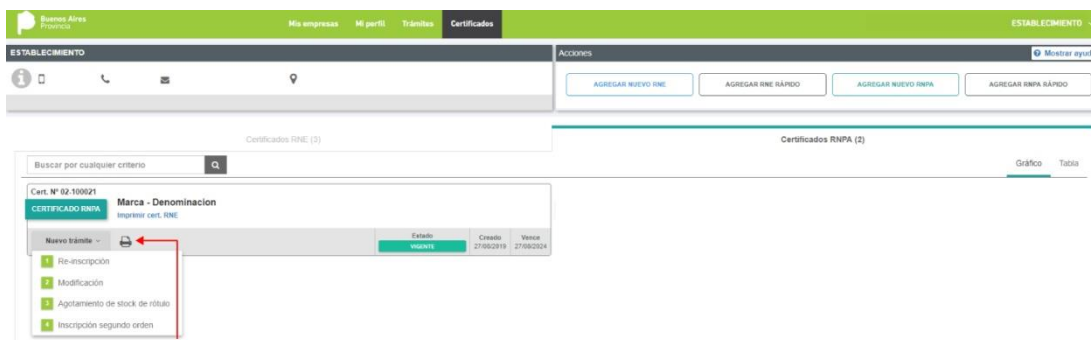 Buenos Aires
Provincia
Mis empresas Mi perfil Trámites Certificados ESTABLECIMIENTO
ESTABLECIMIENTO
Acciones
Mostrar ayud
AGREGAR NUEVO RNE AGREGAR RNE RÁPIDO AGREGAR NUEVO RNPA AGREGAR RNPA RÁPIDO
Certificados RNE (3) Certificados RNPA (2)
Buscar por cualquier criterio
Gráfico Tabla
Cert. Nº 02-100021
CERTIFICADO RNPA
Marca - Denominacion
Imprimir cert. RNE
Nuevo trámite
Estado Creado Vence
VIGENTE 27/08/2019 27/08/2024
1 Re-inscripción
2 Modificación
3 Agotamiento de stock de rótulo
4 Inscripción segundo orden